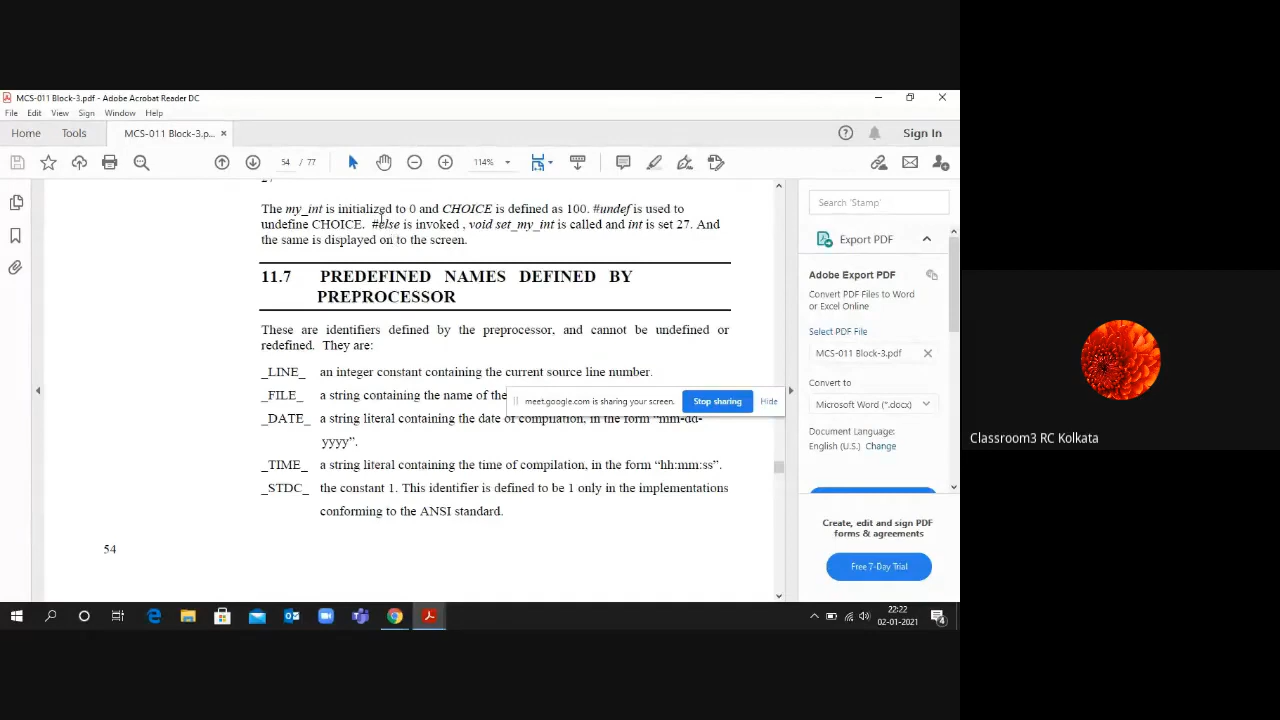 MCS-011 Block-3.pdf - Adobe Acrobat Reader DC
File Edit View Sign Window Help
Home Tools MCS-011 Block-3.p... × Sign In
54 / 77 114%
The my_int is initialized to 0 and CHOICE is defined as 100. #undef is used to
undefine CHOICE. #else is invoked , void set_my_int is called and int is set 27. And
the same is displayed on to the screen.
11.7 PREDEFINED NAMES DEFINED BY
PREPROCESSOR
These are identifiers defined by the preprocessor, and cannot be undefined or
redefined. They are:
_LINE_ an integer constant containing the current source line number.
_FILE_ a string containing the name of the
_DATE_ a string literal containing the date of compilation, in the form "mm-dd-
yyyy".
_TIME_ a string literal containing the time of compilation, in the form "hh:mm:ss".
_STDC_ the constant 1. This identifier is defined to be 1 only in the implementations
conforming to the ANSI standard.
54
meet.google.com is sharing your screen. Stop sharing Hide
Search 'Stamp'
Export PDF
Adobe Export PDF
Convert PDF Files to Word
or Excel Online
Select PDF File
MCS-011 Block-3.pdf ×
Convert to
Microsoft Word (*.docx)
Document Language:
English (U.S.) Change
Create, edit and sign PDF
forms & agreements
Free 7-Day Trial
22:22
02-01-2021
4
Classroom3 RC Kolkata